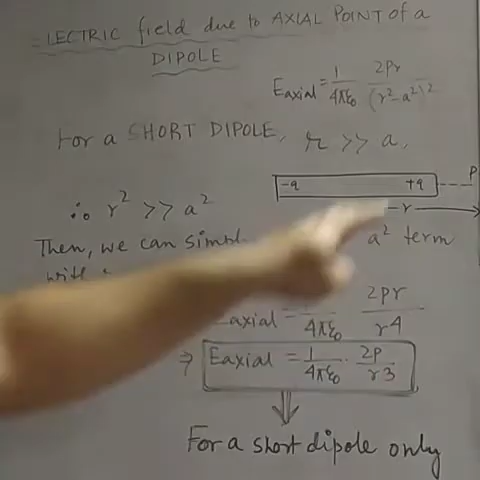 LECTRIC field due to AXIAL POINT of a
DIPOLE
Eaxial = 1/4πε0 2Pr/(r²-a²)²
For a SHORT DIPOLE, r >> a,
-q +q P
r
∴ r² >> a²
Then, we can simpl
a² term
axial = 1/4πε0 2Pr/r4
⇒ Eaxial = 1/4πε0 · 2P/r3
For a short dipole only